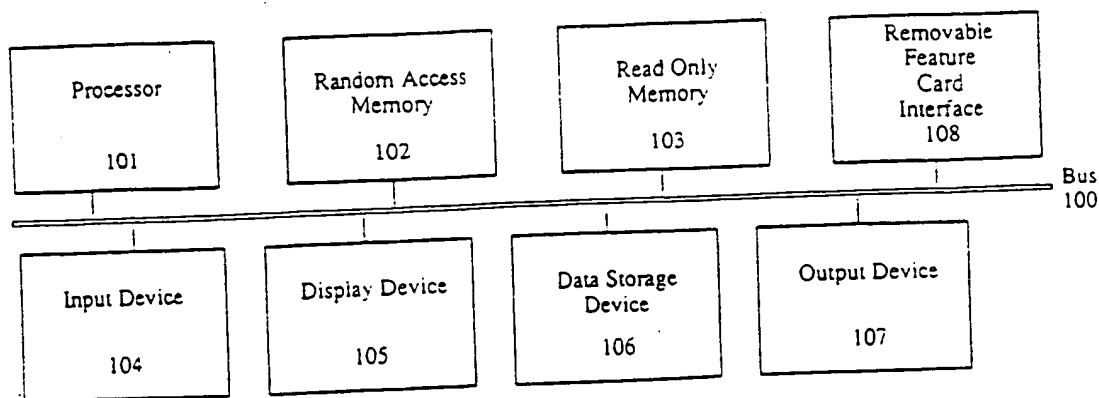 Processor
101
Random Access
Memory
102
Read Only
Memory
103
Removable
Feature
Card
Interface
108
Bus
100
Input Device
104
Display Device
105
Data Storage
Device
106
Output Device
107